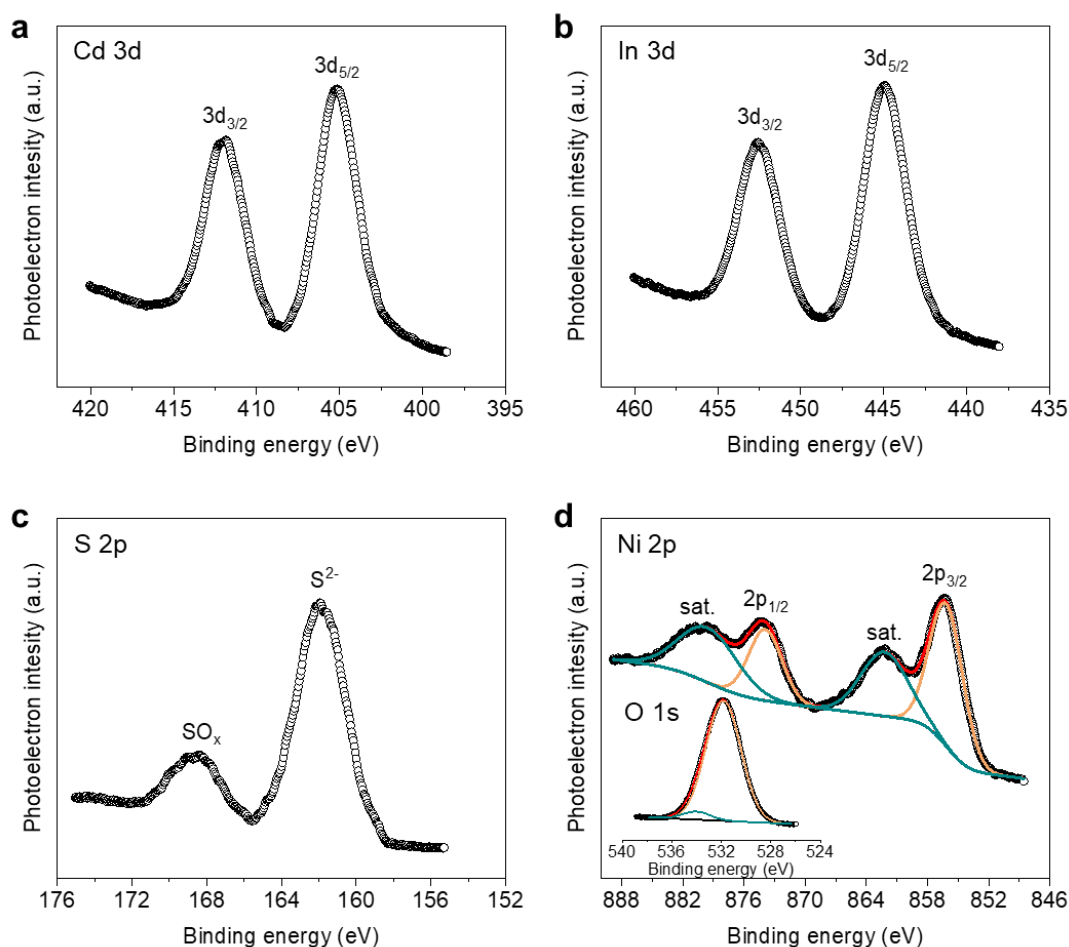 a
Cd 3d
3d3/2
3d5/2
Photoelectron intesity (a.u.)
420 415 410 405 400 395
Binding energy (eV)
b
In 3d
3d3/2
3d5/2
Photoelectron intesity (a.u.)
460 455 450 445 440 435
Binding energy (eV)
c
S 2p
SOx
S2-
Photoelectron intesity (a.u.)
176 172 168 164 160 156 152
Binding energy (eV)
d
Ni 2p
sat.
2p1/2
sat.
2p3/2
Photoelectron intesity (a.u.)
O 1s
540 536 532 528 524
Binding energy (eV)
888 882 876 870 864 858 852 846
Binding energy (eV)